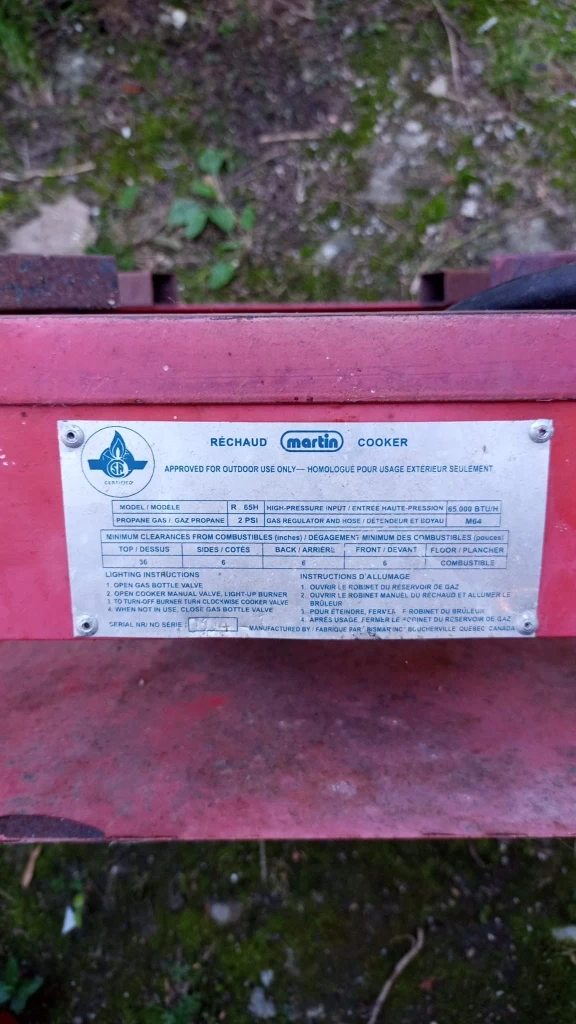 RÉCHAUD martin COOKER
APPROVED FOR OUTDOOR USE ONLY — HOMOLOGUÉ POUR USAGE EXTÉRIEUR SEULEMENT
CERTIFIED
MODEL / MODÈLE R. 65H HIGH-PRESSURE INPUT / ENTRÉE HAUTE-PRESSION 65,000 BTU/H
PROPANE GAS / GAZ PROPANE 2 PSI GAS REGULATOR AND HOSE / DÉTENDEUR ET BOYAU M64
MINIMUM CLEARANCES FROM COMBUSTIBLES (inches) / DÉGAGEMENT MINIMUM DES COMBUSTIBLES (pouces)
TOP / DESSUS SIDES / COTÉS BACK / ARRIÈRE FRONT / DEVANT FLOOR / PLANCHER
36 6 6 6 COMBUSTIBLE
LIGHTING INSTRUCTIONS
1. OPEN GAS BOTTLE VALVE
2. OPEN COOKER MANUAL VALVE, LIGHT-UP BURNER
3. TO TURN-OFF BURNER TURN CLOCKWISE COOKER VALVE
4. WHEN NOT IN USE, CLOSE GAS BOTTLE VALVE
INSTRUCTIONS D'ALLUMAGE
1. OUVRIR LE ROBINET DU RÉSERVOIR DE GAZ
2. OUVRIR LE ROBINET MANUEL DU RÉCHAUD ET ALLUMER LE
BRÛLEUR
3. POUR ÉTEINDRE, FERMER ROBINET DU BRÛLEUR
4. APRÈS USAGE, FERMER LE ROBINET DU RÉSERVOIR DE GAZ
SERIAL NR / NO SÉRIE :
MANUFACTURED BY / FABRIQUÉ PAR BISMAR INC. BOUCHERVILLE, QUÉBEC, CANADA